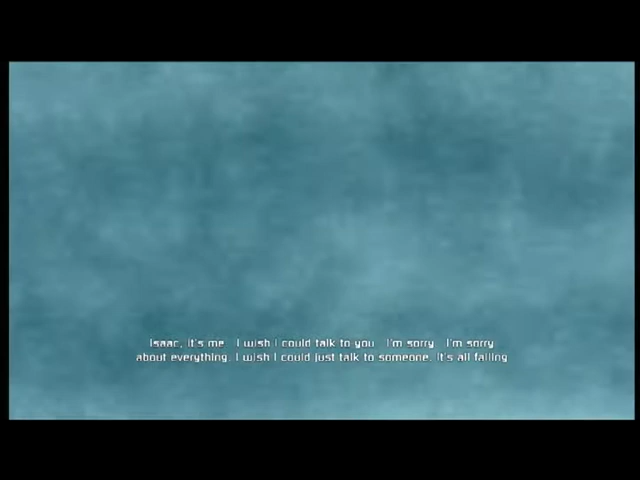 Isaac, it's me   I wish I could talk to you   I'm sorry   I'm sorry
about everything. I wish I could just talk to someone. It's all falling